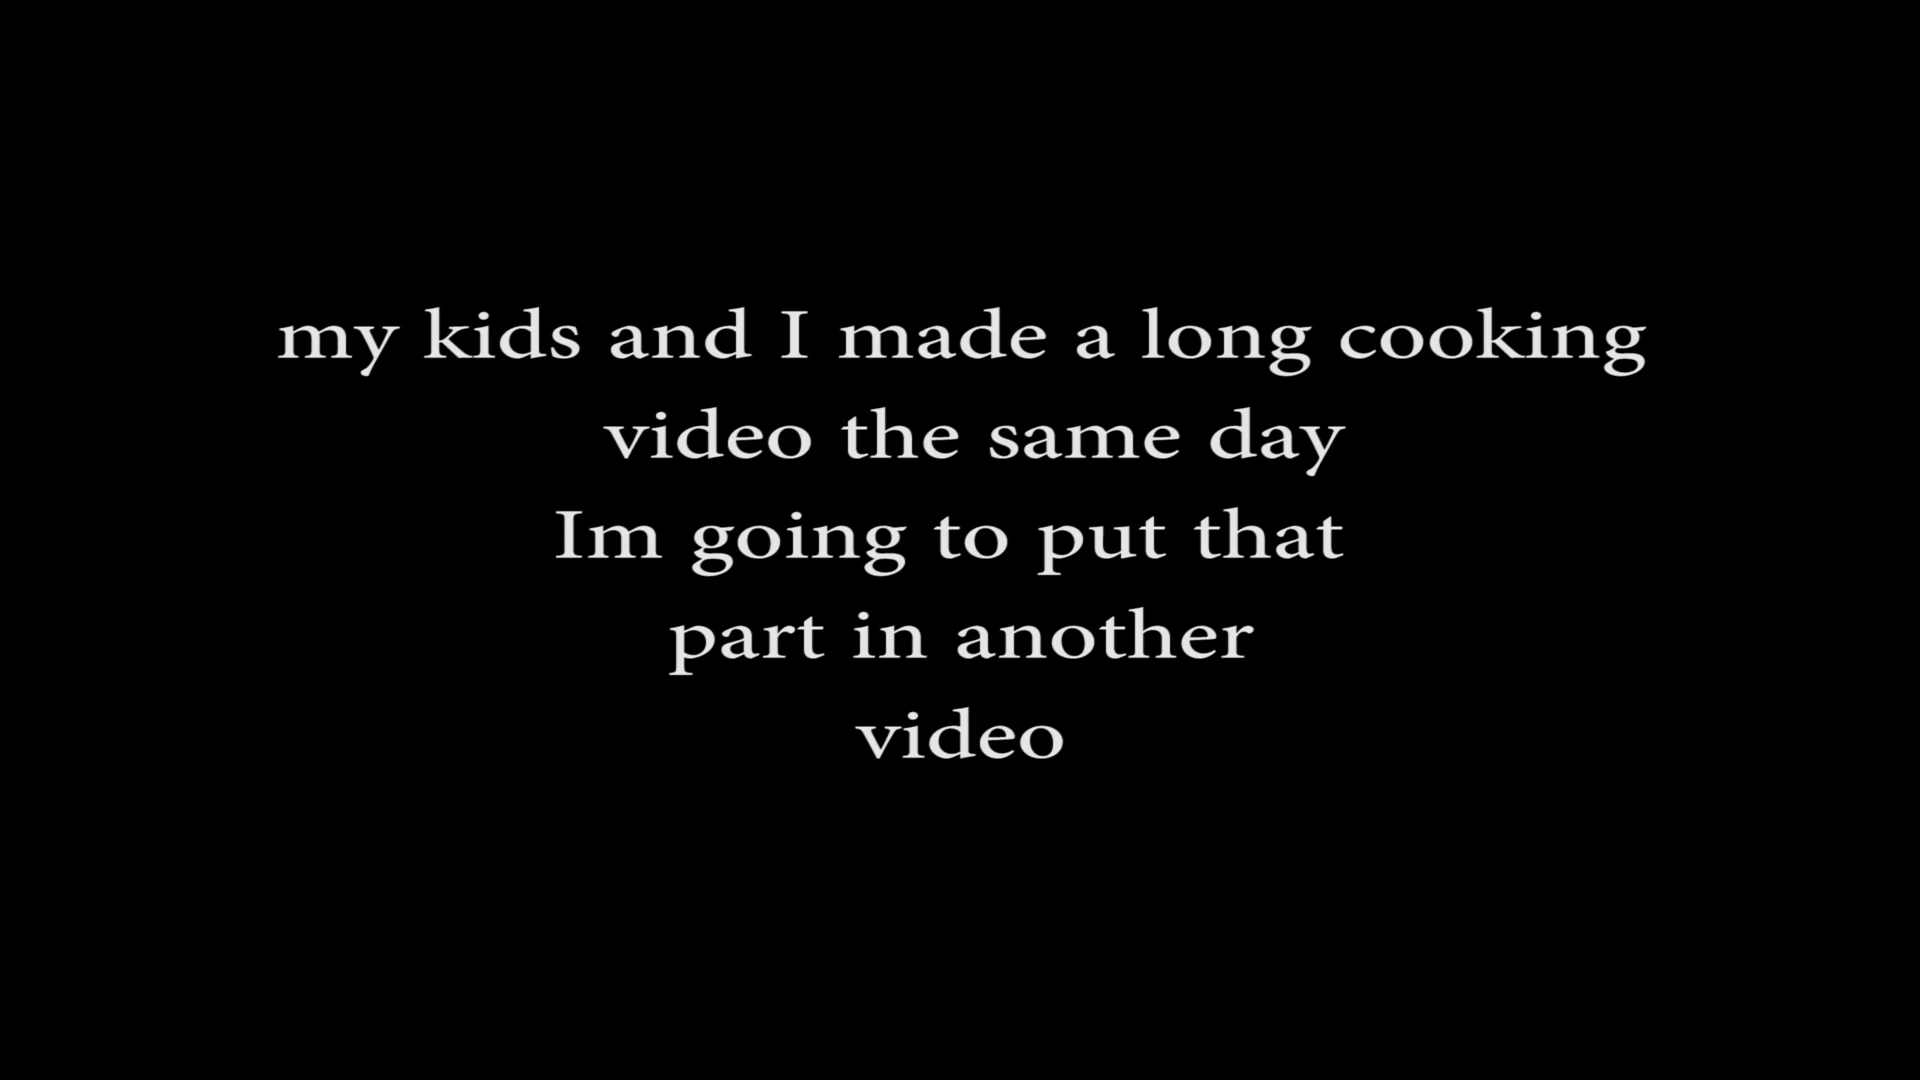 my kids and I made a long cooking
video the same day
Im going to put that
part in another
video